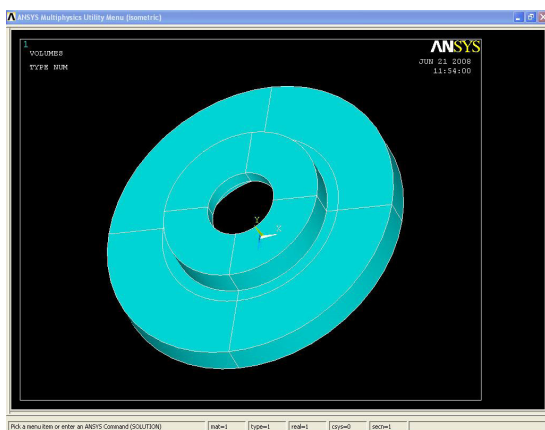 ANSYS Multiphysics Utility Menu (isometric)
1
VOLUMES
TYPE NUM
ANSYS
JUN 21 2008
11:54:00
Y
X
Pick a menu item or enter an ANSYS Command (SOLUTION)
mat=1
type=1
real=1
csys=0
secn=1